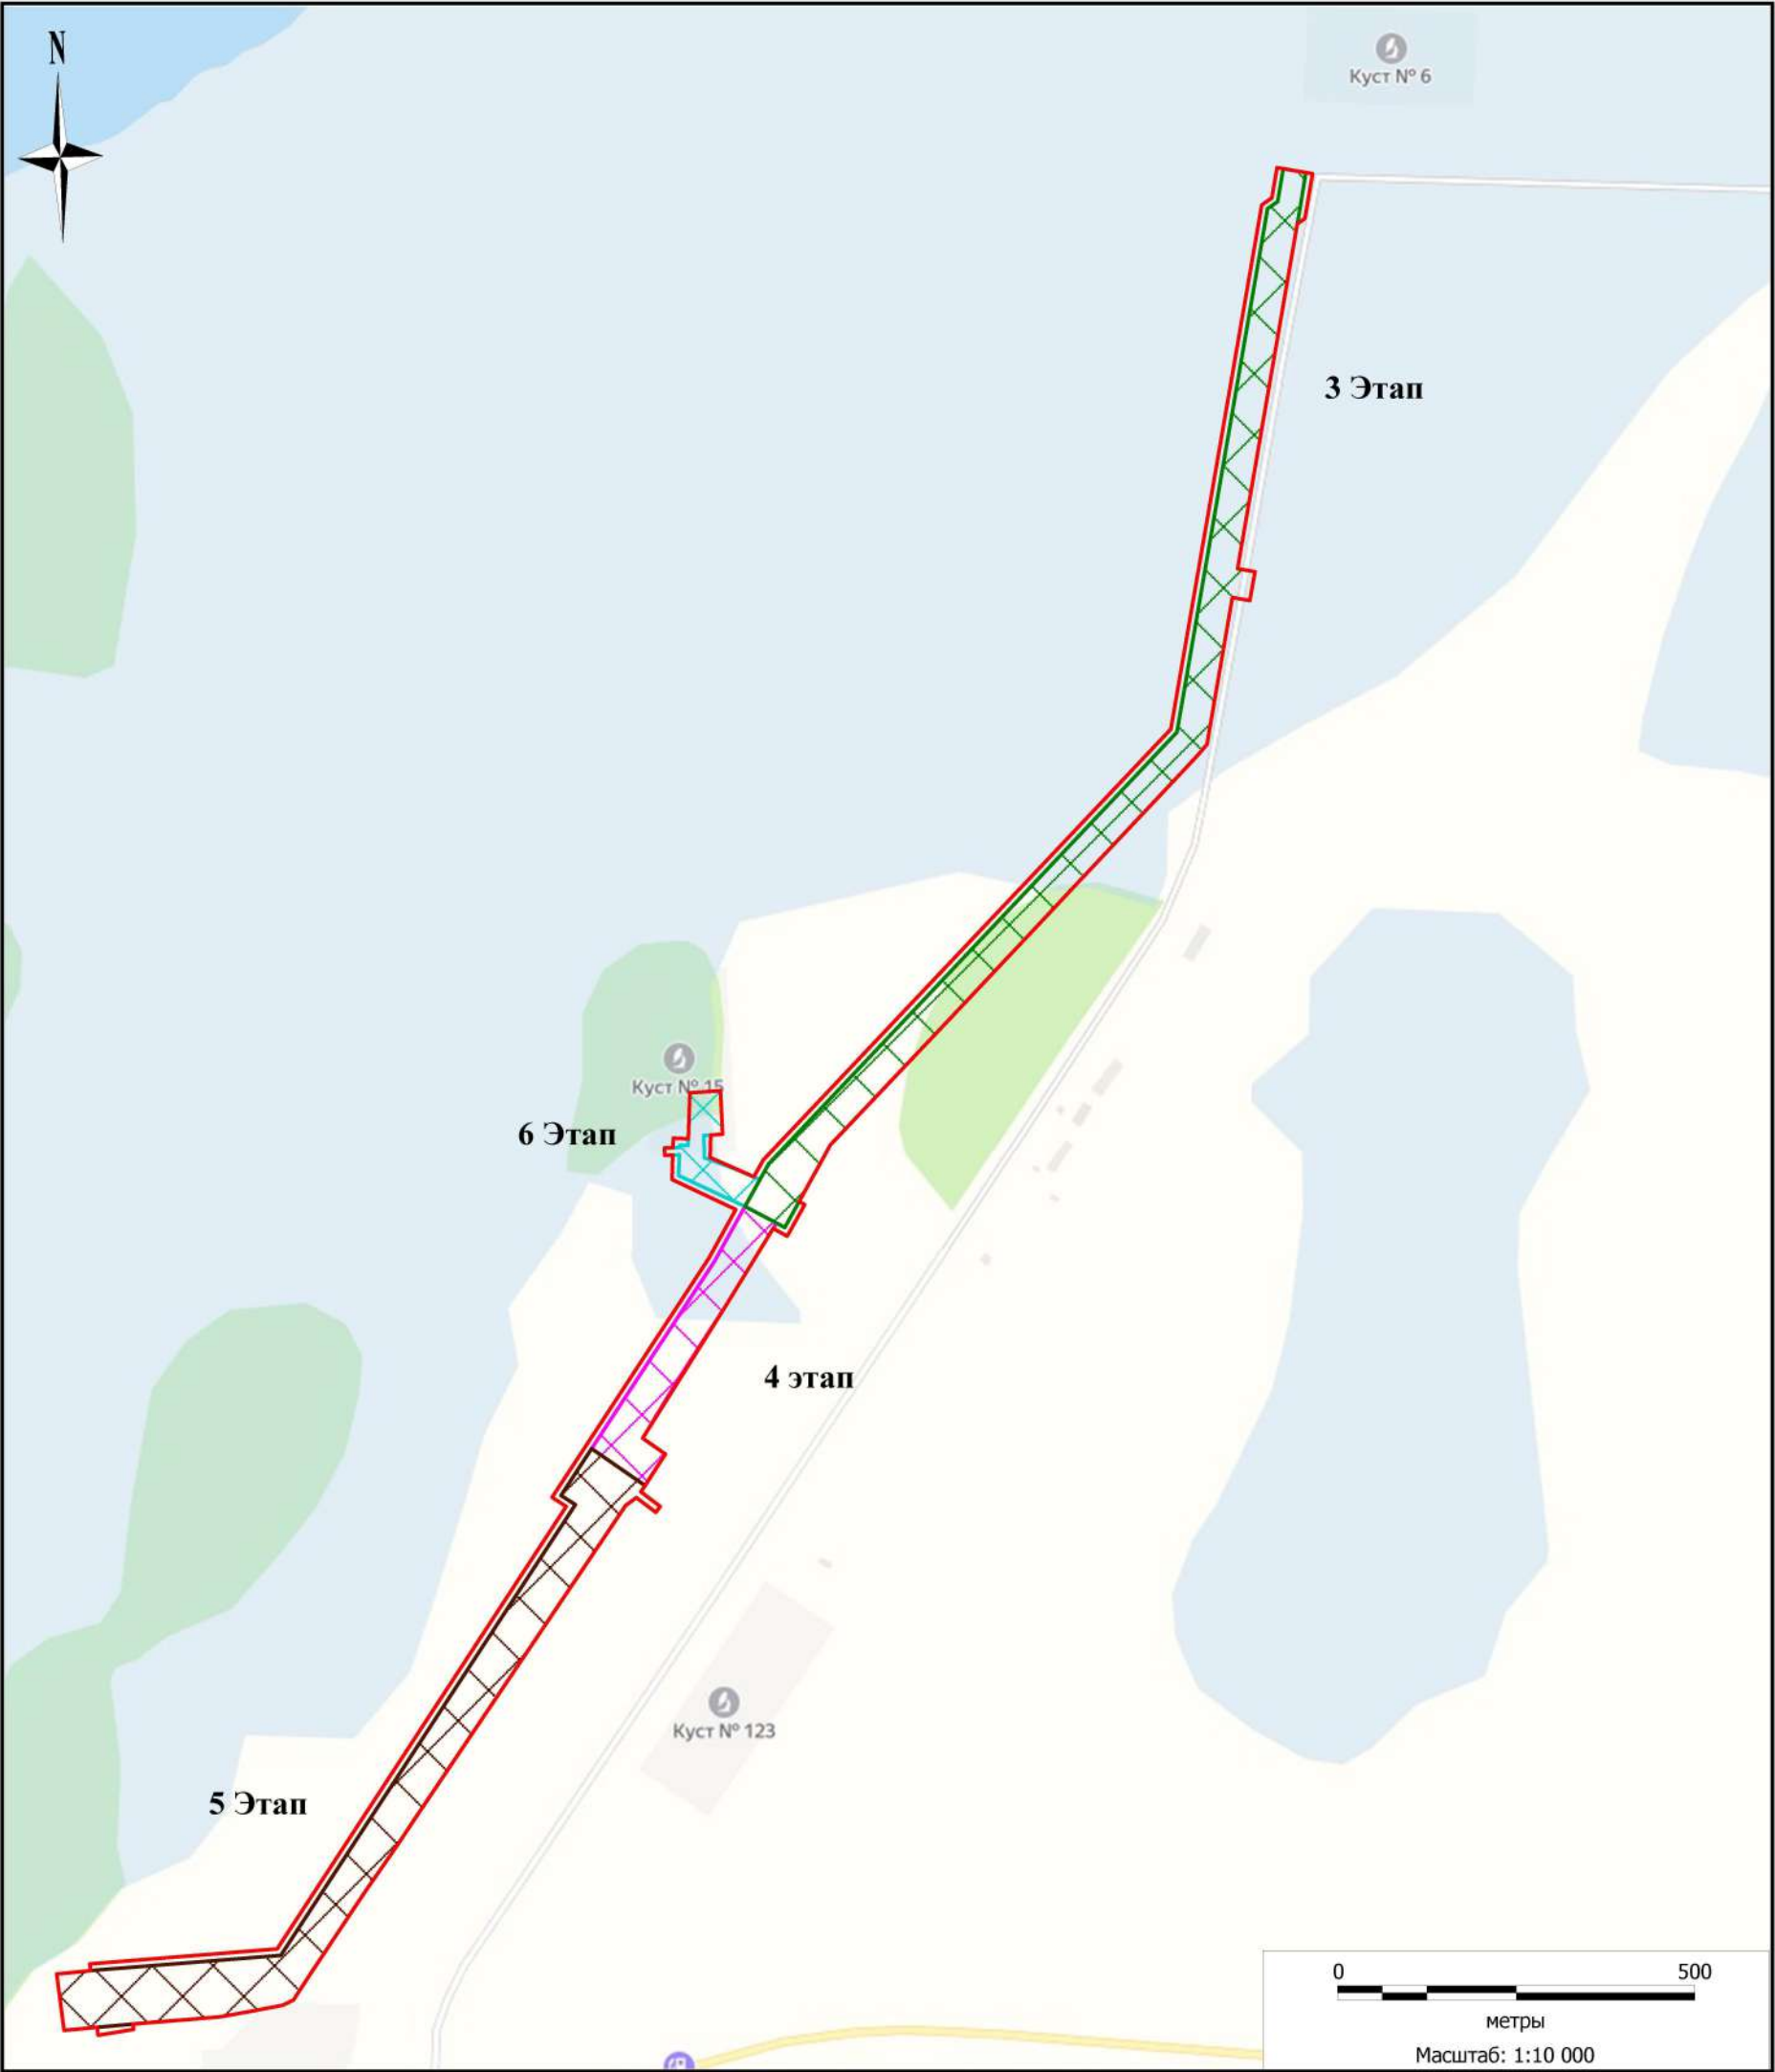 N
Куст № 6
3 Этап
Куст № 15
6 Этап
4 этап
Куст № 123
5 Этап
0 500
метры
Масштаб: 1:10 000